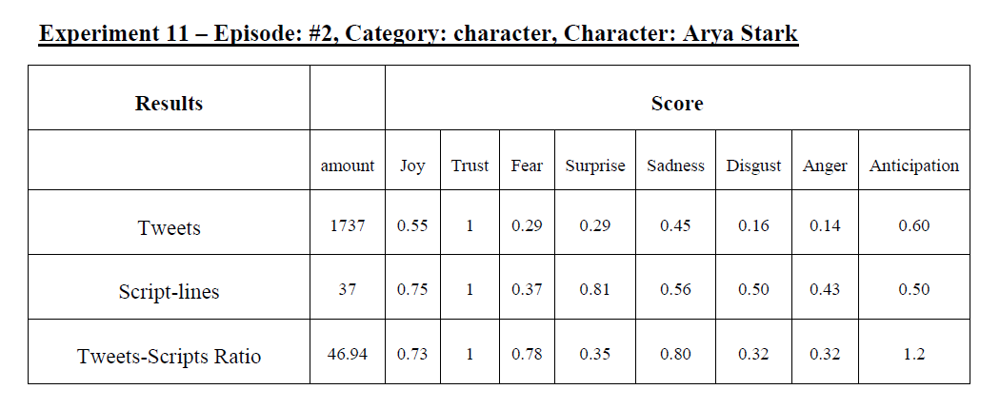 Experiment 11 – Episode: #2, Category: character, Character: Arya Stark
Results Score
amount Joy Trust Fear Surprise Sadness Disgust Anger Anticipation
Tweets 1737 0.55 1 0.29 0.29 0.45 0.16 0.14 0.60
Script-lines 37 0.75 1 0.37 0.81 0.56 0.50 0.43 0.50
Tweets-Scripts Ratio 46.94 0.73 1 0.78 0.35 0.80 0.32 0.32 1.2